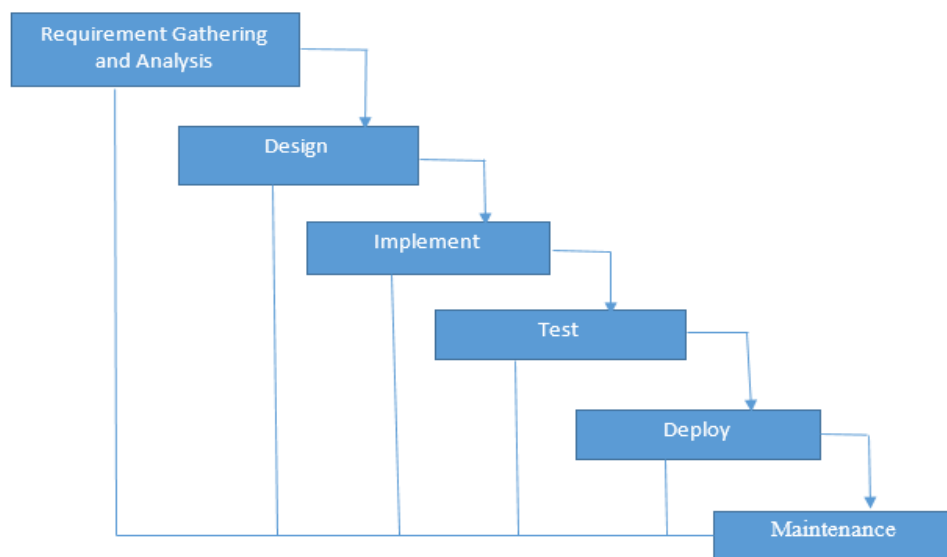 Requirement Gathering
and Analysis
Design
Implement
Test
Deploy
Maintenance